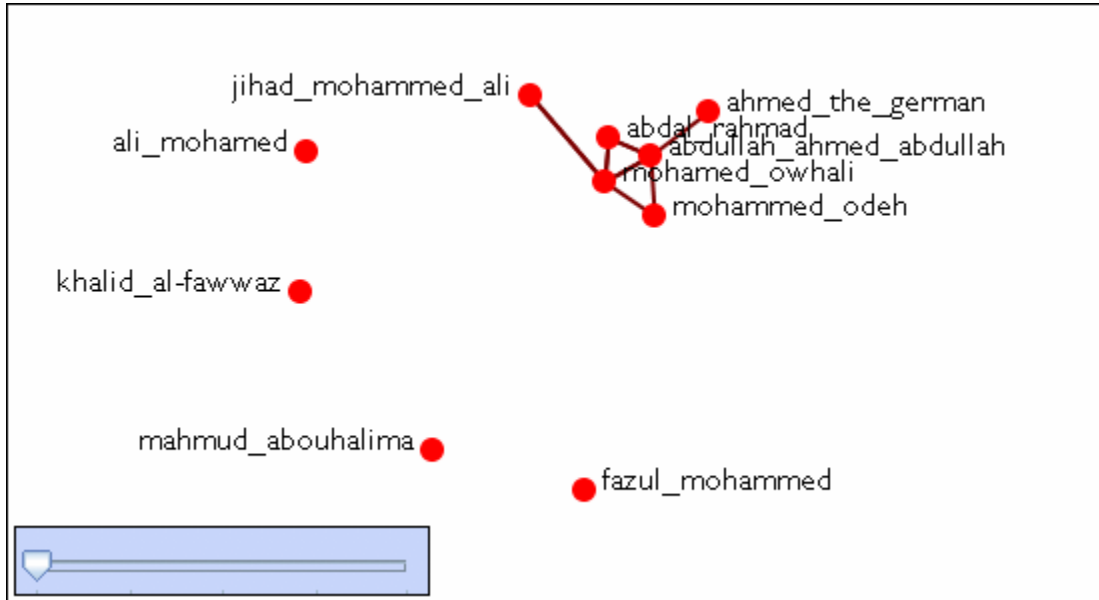 jihad_mohammed_ali
ahmed_the_german
abdal_rahmad
ali_mohamed
abdullah_ahmed_abdullah
mohamed_owhali
mohammed_odeh
khalid_al-fawwaz
mahmud_abouhalima
fazul_mohammed